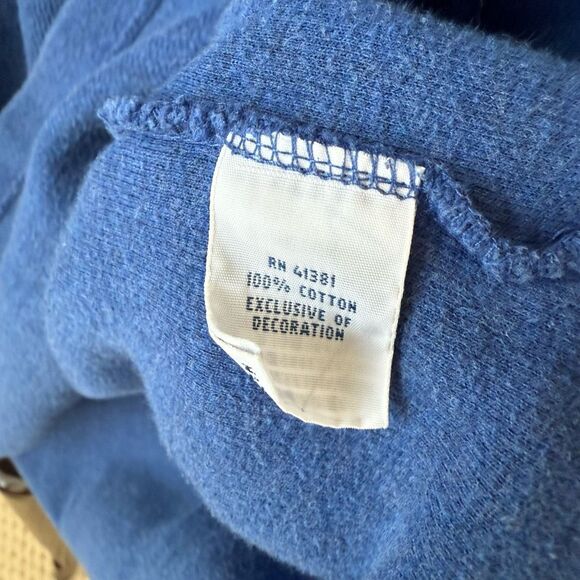 RN 41381
100% COTTON
EXCLUSIVE OF
DECORATION